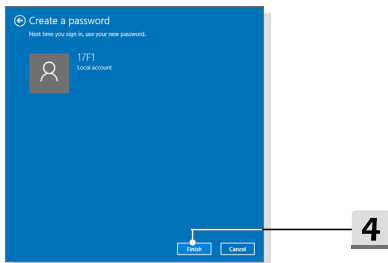 Create a password
Next time you sign in, use your new password.
17F1
Local account
Finish Cancel
4